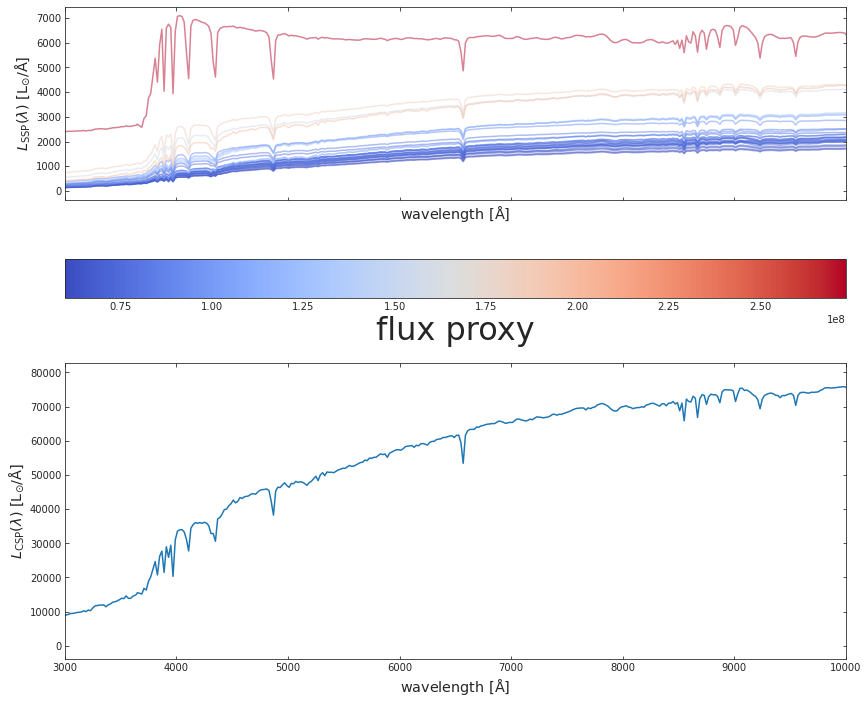 7000
6000
5000
4000
3000
2000
1000
0
L_SSP(λ) [L⊙/Å]
wavelength [Å]
0.75 1.00 1.25 1.50 1.75 2.00 2.25 2.50
1e8
flux proxy
80000
70000
60000
50000
40000
30000
20000
10000
0
L_CSP(λ) [L⊙/Å]
3000 4000 5000 6000 7000 8000 9000 10000
wavelength [Å]